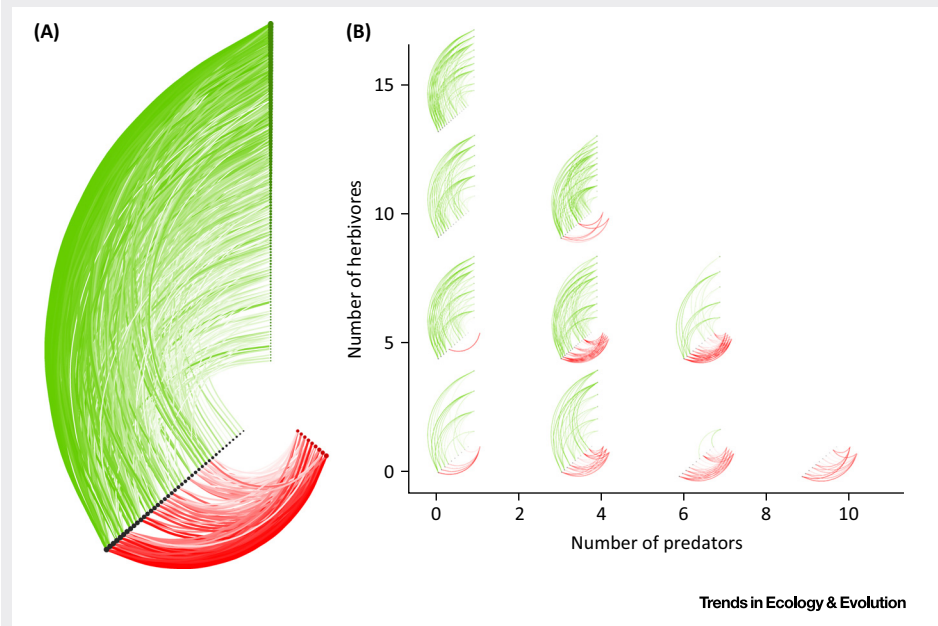 (A)
(B)
15
10
5
0
Number of herbivores
0 2 4 6 8 10
Number of predators
Trends in Ecology & Evolution